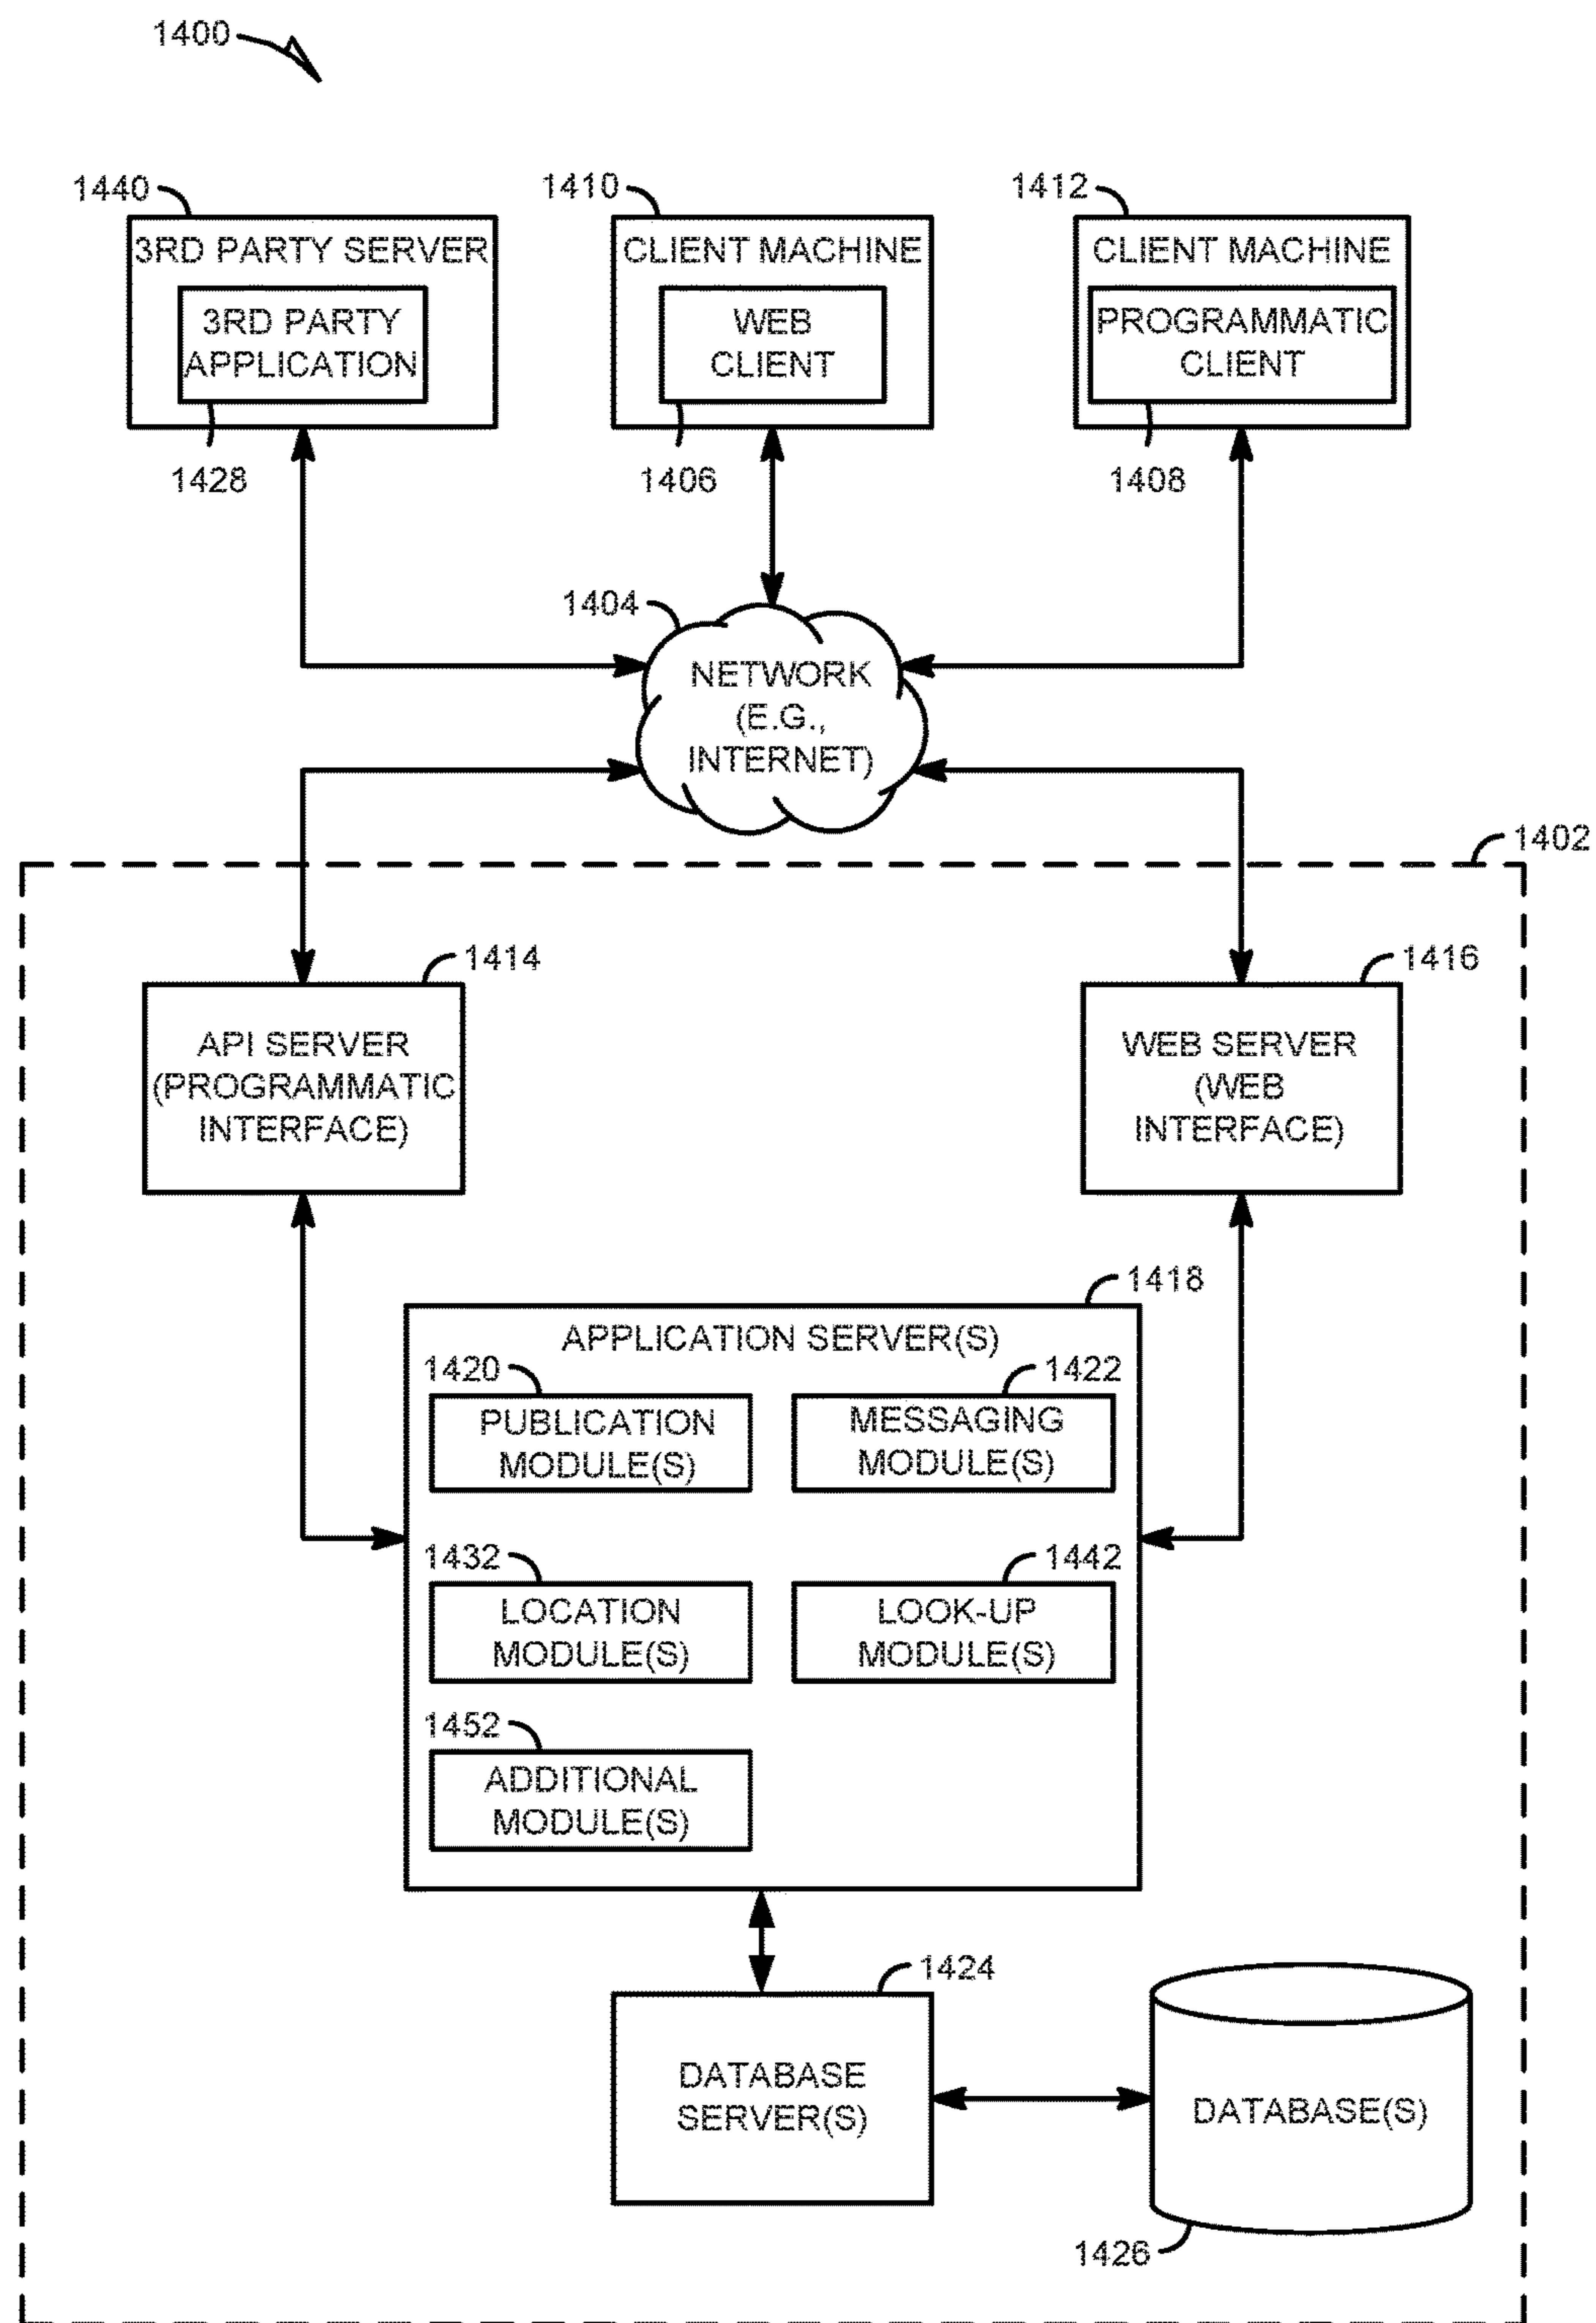 1400
1440
3RD PARTY SERVER
3RD PARTY
APPLICATION
1428
1410
CLIENT MACHINE
WEB
CLIENT
1406
1412
CLIENT MACHINE
PROGRAMMATIC
CLIENT
1408
1404
NETWORK
(E.G.,
INTERNET)
1402
1414
API SERVER
(PROGRAMMATIC
INTERFACE)
1416
WEB SERVER
(WEB
INTERFACE)
1418
APPLICATION SERVER(S)
1420
PUBLICATION
MODULE(S)
1422
MESSAGING
MODULE(S)
1432
LOCATION
MODULE(S)
1442
LOOK-UP
MODULE(S)
1452
ADDITIONAL
MODULE(S)
1424
DATABASE
SERVER(S)
DATABASE(S)
1426